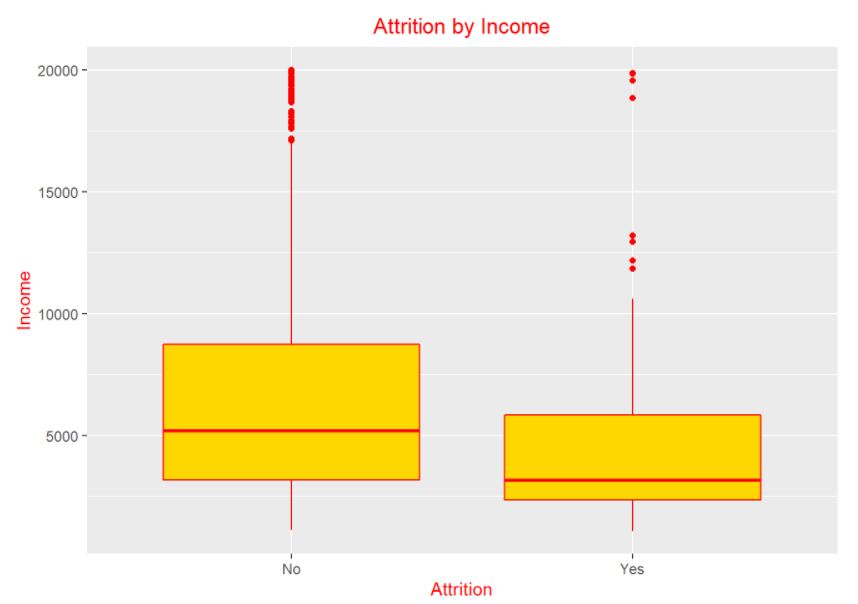 Attrition by Income
20000
15000
10000
5000
Income
No
Yes
Attrition